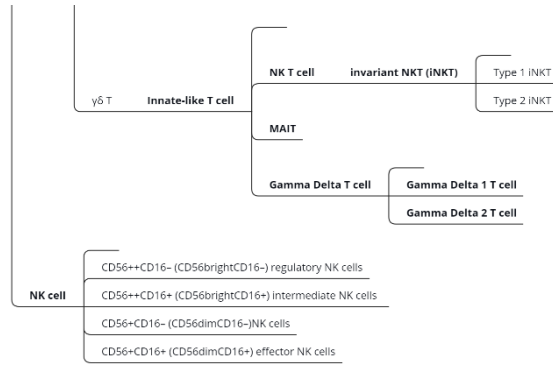 NK T cell invariant NKT (iNKT) Type 1 iNKT
γδ T Innate-like T cell Type 2 iNKT
MAIT
Gamma Delta T cell Gamma Delta 1 T cell
Gamma Delta 2 T cell
CD56++CD16– (CD56brightCD16–) regulatory NK cells
NK cell CD56++CD16+ (CD56brightCD16+) intermediate NK cells
CD56+CD16– (CD56dimCD16–)NK cells
CD56+CD16+ (CD56dimCD16+) effector NK cells